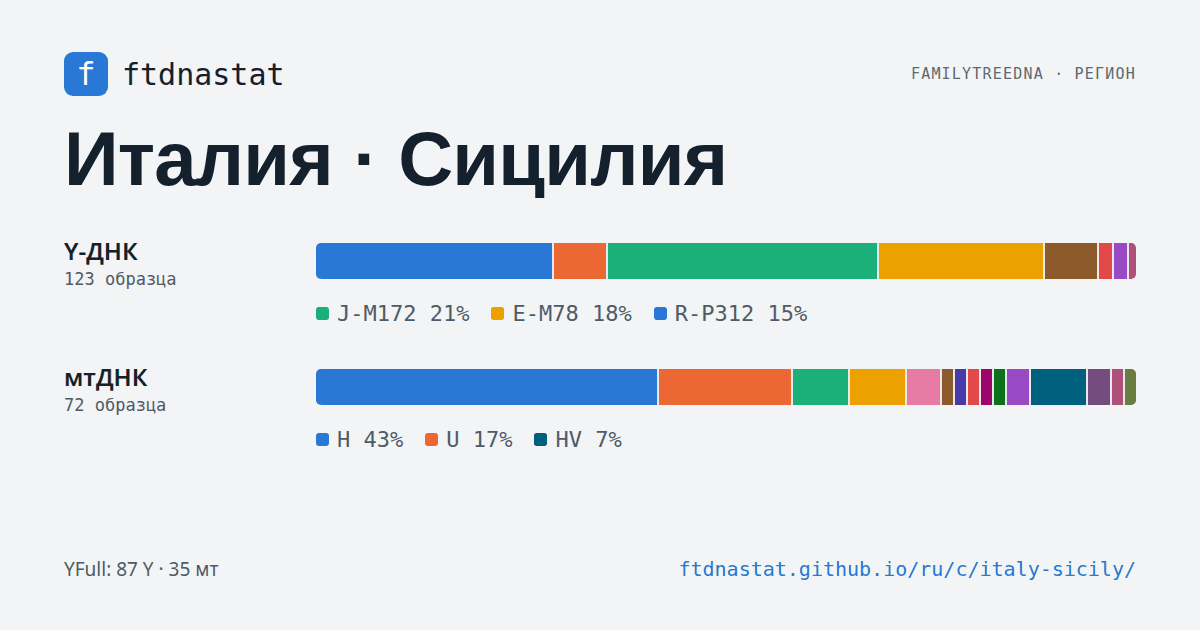 f ftdnastat
FAMILYTREEDNA · РЕГИОН
Италия · Сицилия
Y-ДНК
123 образца
J-M172 21% E-M78 18% R-P312 15%
мтДНК
72 образца
H 43% U 17% HV 7%
YFull: 87 Y · 35 мт
ftdnastat.github.io/ru/c/italy-sicily/